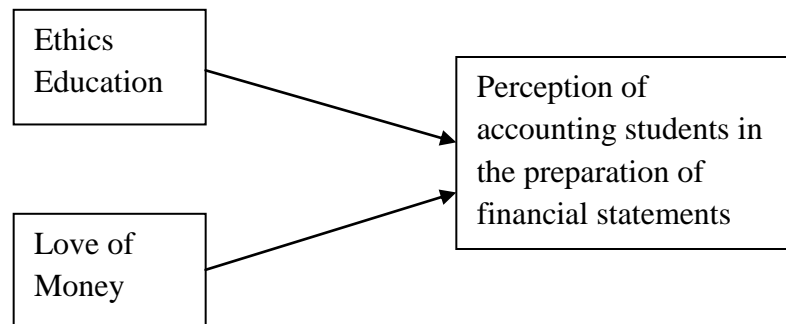 Ethics
Education
Perception of
accounting students in
the preparation of
financial statements
Love of
Money